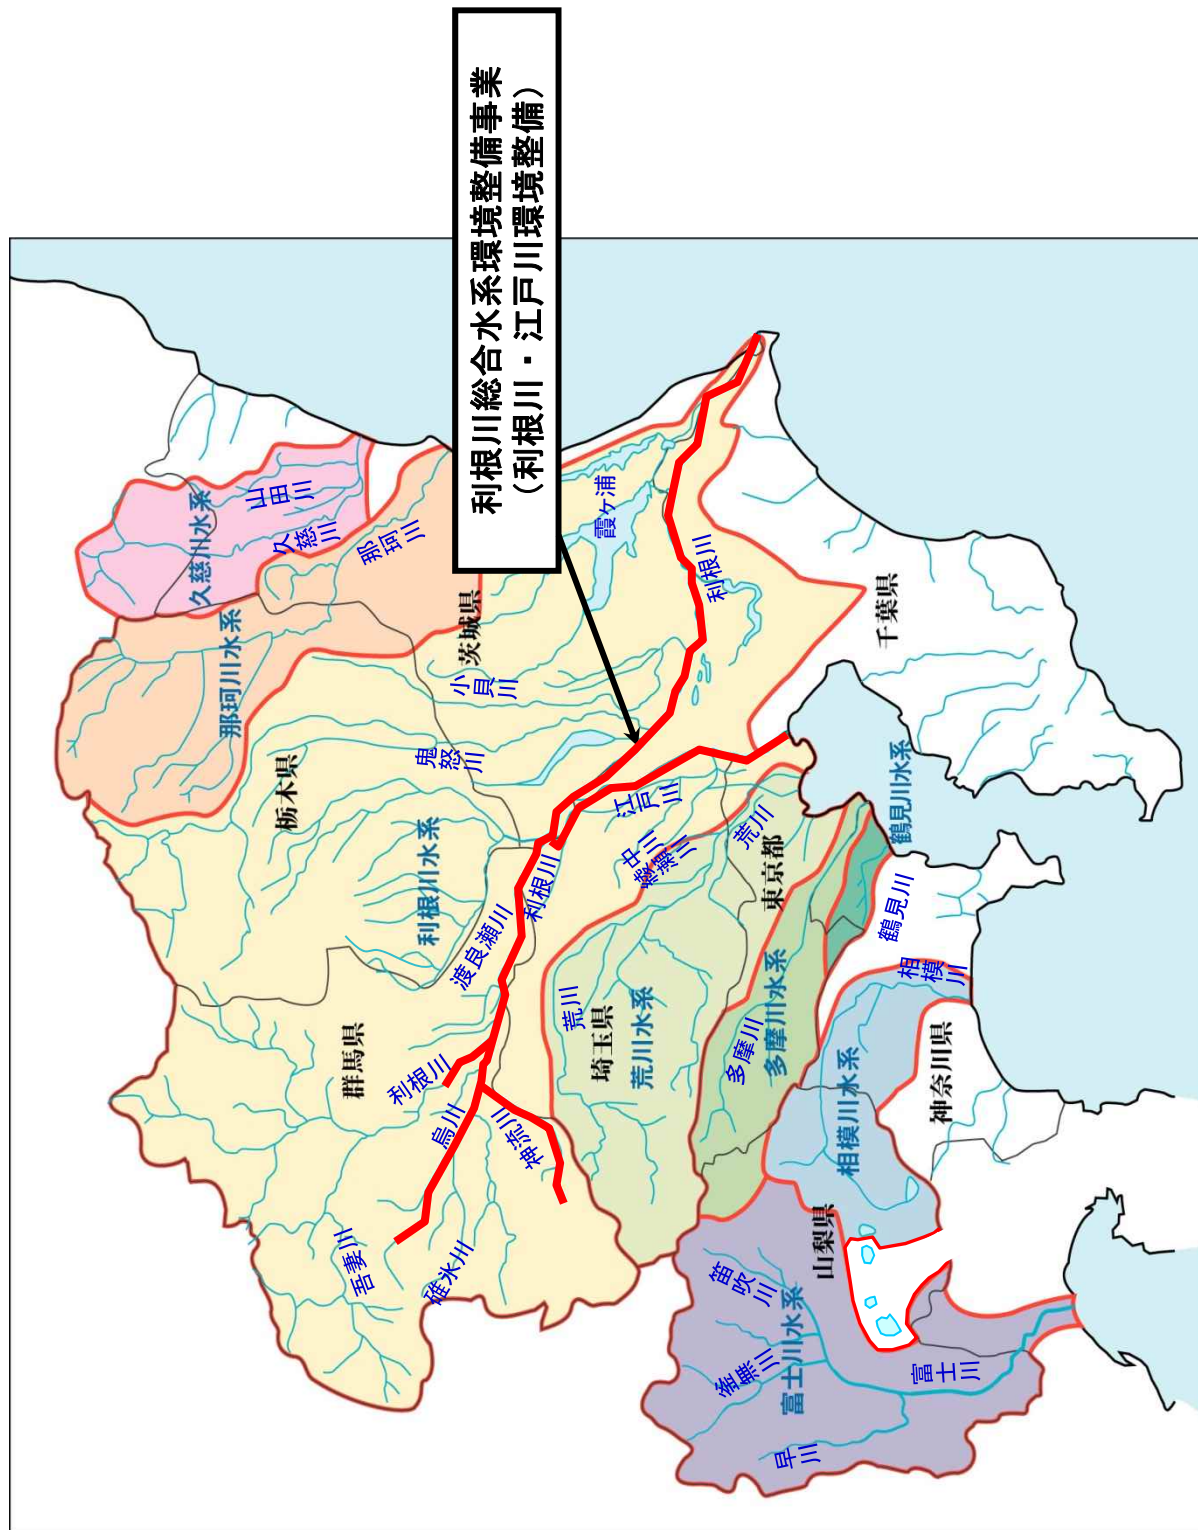 利根川総合水系環境整備事業
（利根川・江戸川環境整備）
久慈川水系
山田川
久慈川
那珂川
那珂川水系
茨城県
霞ケ浦
利根川
小貝川
鬼怒川
栃木県
利根川水系
千葉県
江戸川
中川
綾瀬川
荒川
東京都
鶴見川水系
利根川
渡良瀬川
群馬県
利根川
烏川
神流川
吾妻川
碓氷川
荒川
埼玉県
荒川水系
多摩川
多摩川水系
鶴見川
相模川
相模川水系
神奈川県
山梨県
笛吹川
釜無川
富士川水系
富士川
早川